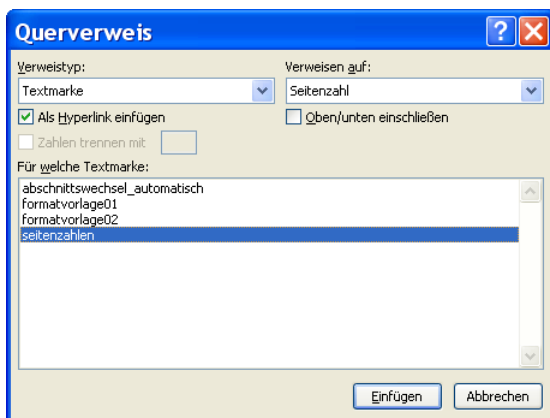 Querverweis
Verweistyp: Verweisen auf:
Textmarke Seitenzahl
Als Hyperlink einfügen Oben/unten einschließen
Zahlen trennen mit
Für welche Textmarke:
abschnittswechsel_automatisch
formatvorlage01
formatvorlage02
seitenzahlen
Einfügen Abbrechen